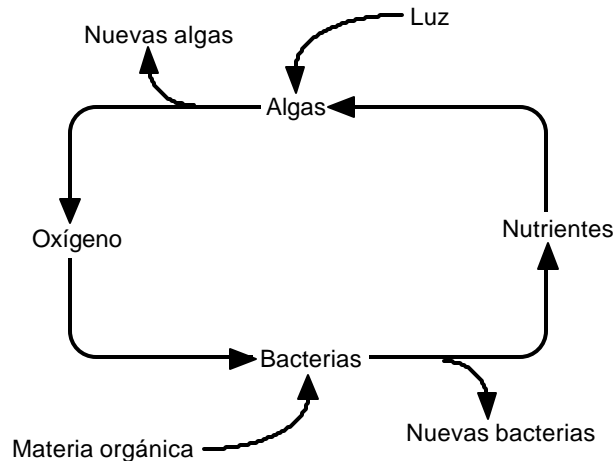 Luz
Nuevas algas
Algas
Oxígeno
Nutrientes
Bacterias
Nuevas bacterias
Materia orgánica